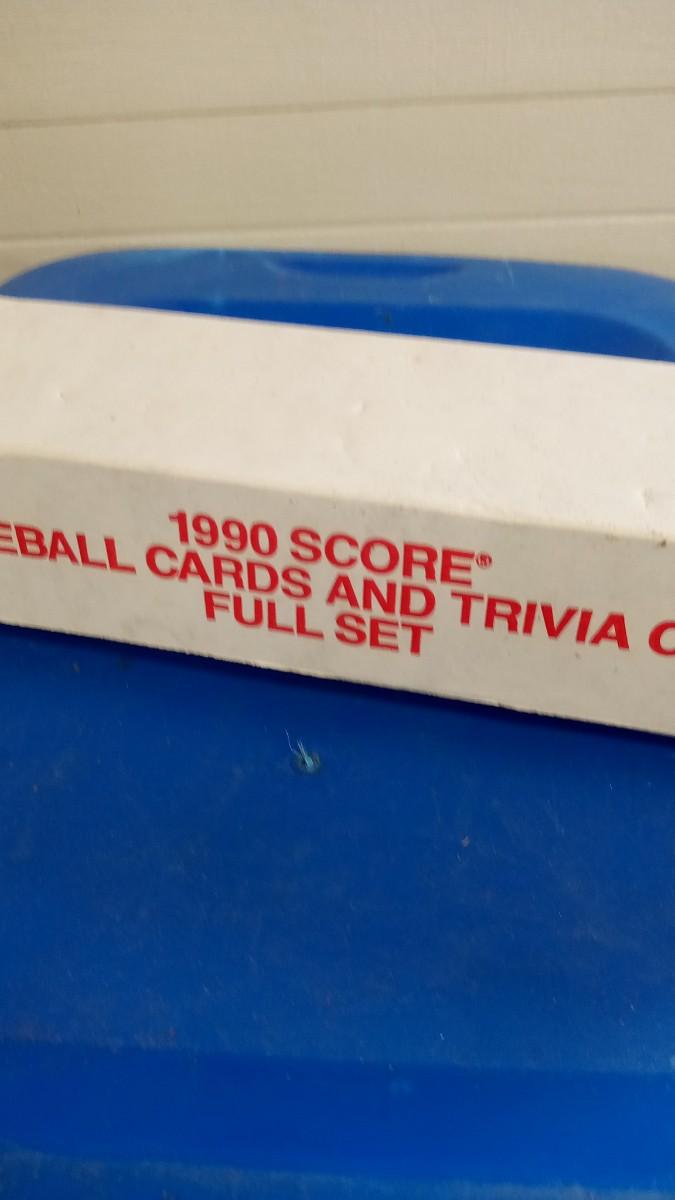 1990 SCORE®
EBALL CARDS AND TRIVIA C
FULL SET